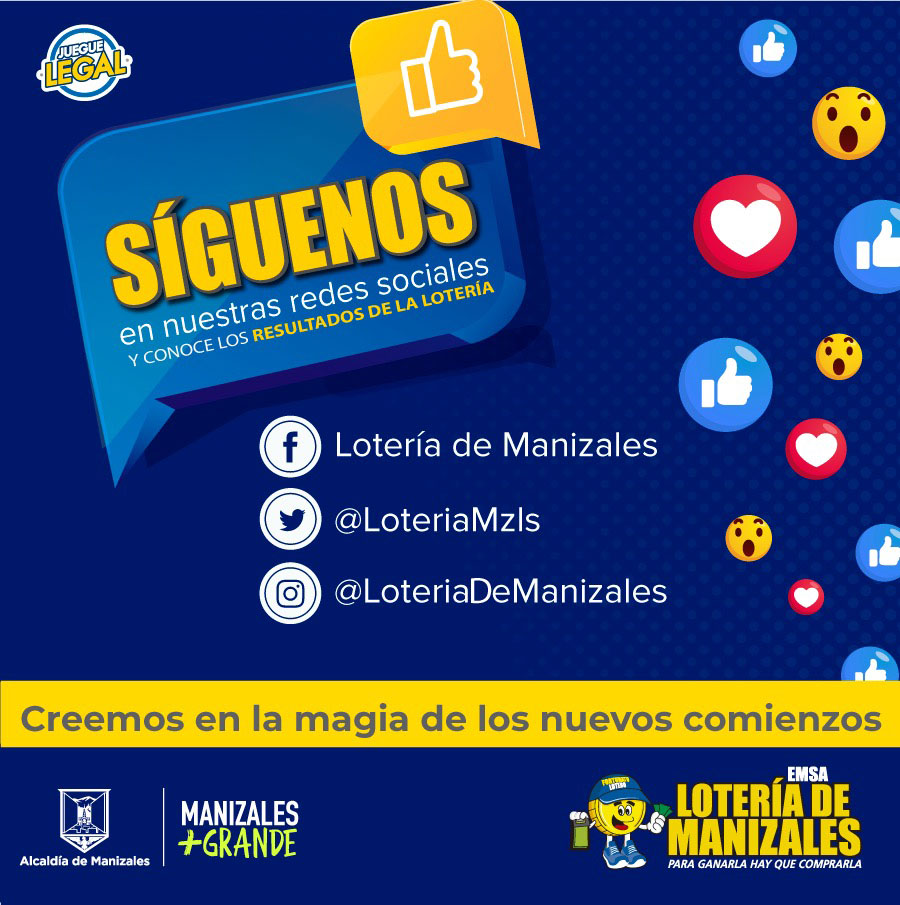 JUEGUE
LEGAL
SÍGUENOS
en nuestras redes sociales
Y CONOCE LOS RESULTADOS DE LA LOTERÍA
Lotería de Manizales
@LoteriaMzls
@LoteriaDeManizales
Creemos en la magia de los nuevos comienzos
Alcaldía de Manizales
MANIZALES
+GRANDE
FORTUNATO
LOTERO
EMSA
LOTERÍA DE
MANIZALES
PARA GANARLA HAY QUE COMPRARLA